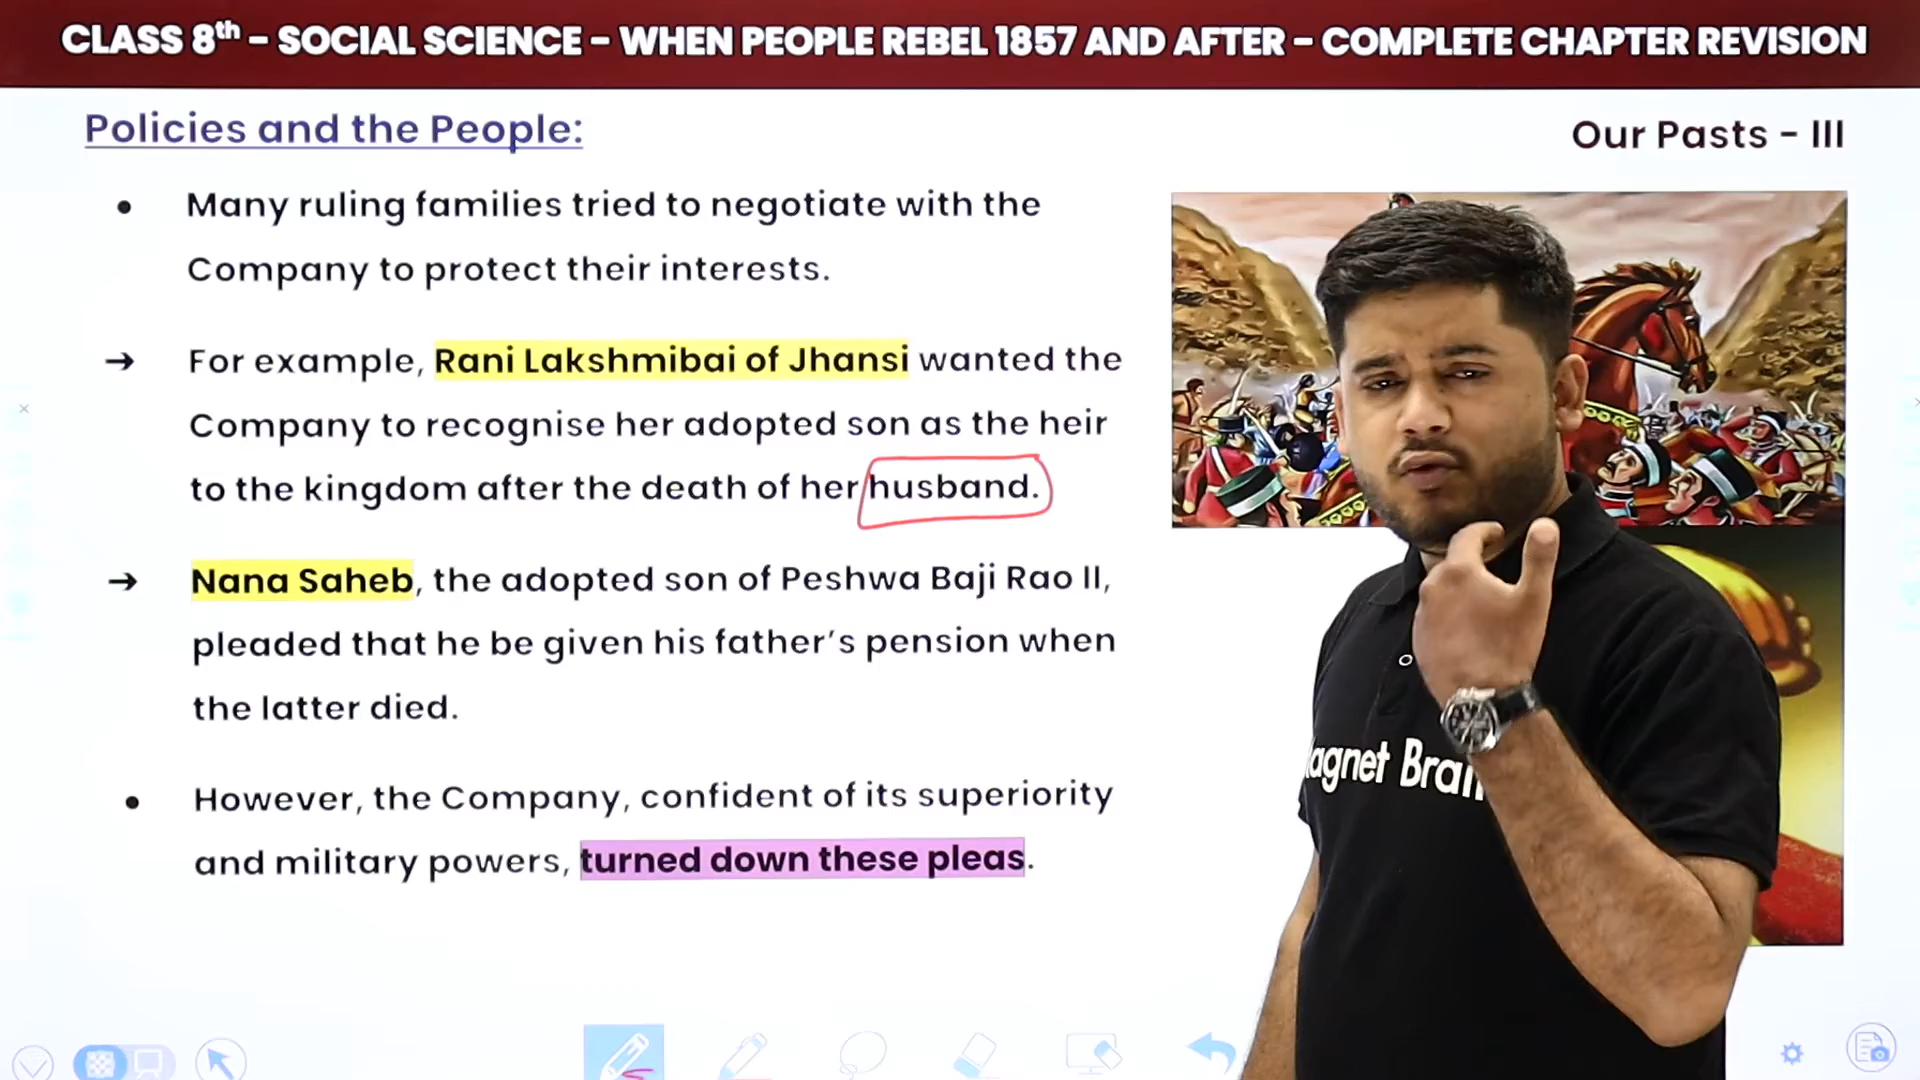 CLASS 8th – SOCIAL SCIENCE – WHEN PEOPLE REBEL 1857 AND AFTER – COMPLETE CHAPTER REVISION
Policies and the People:
Our Pasts – III
• Many ruling families tried to negotiate with the
Company to protect their interests.
→ For example, Rani Lakshmibai of Jhansi wanted the
Company to recognise her adopted son as the heir
to the kingdom after the death of her husband.
→ Nana Saheb, the adopted son of Peshwa Baji Rao II,
pleaded that he be given his father's pension when
the latter died.
• However, the Company, confident of its superiority
and military powers, turned down these pleas.
agnet Brain